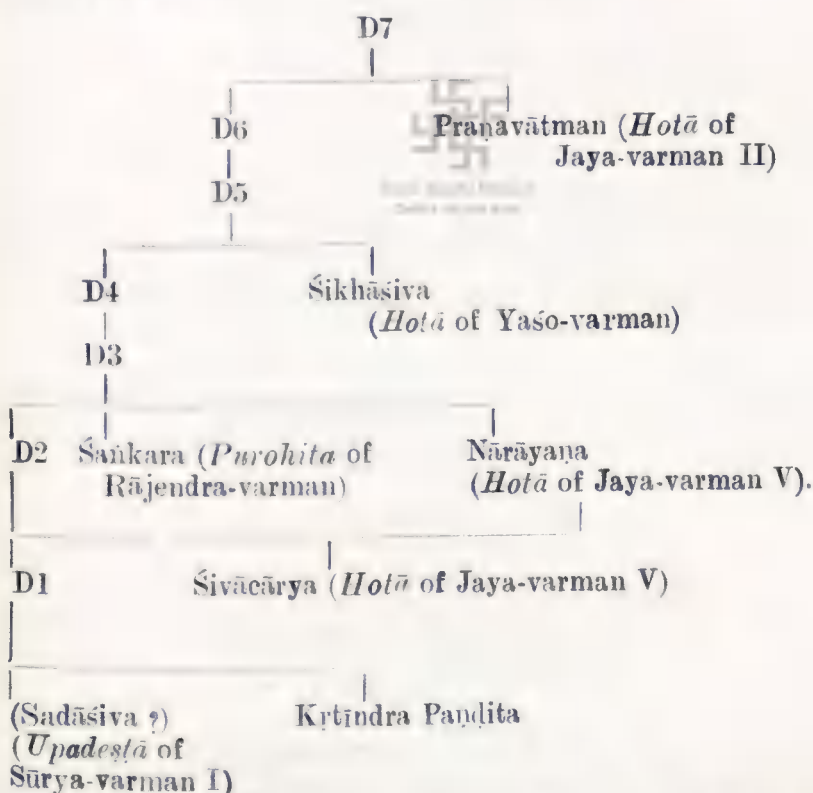 D7
D6 Praṇavātman (Hotā of
Jaya-varman II)
D5
D4 Śikhāśiva
(Hotā of Yaśo-varman)
D3
D2 Śaṅkara (Purohita of Nārāyaṇa
Rājendra-varman) (Hotā of Jaya-varman V).
D1 Śivācārya (Hotā of Jaya-varman V)
(Sadāśiva ?) Kṛtīndra Paṇḍita
(Upadeṣṭā of
Sūrya-varman I)